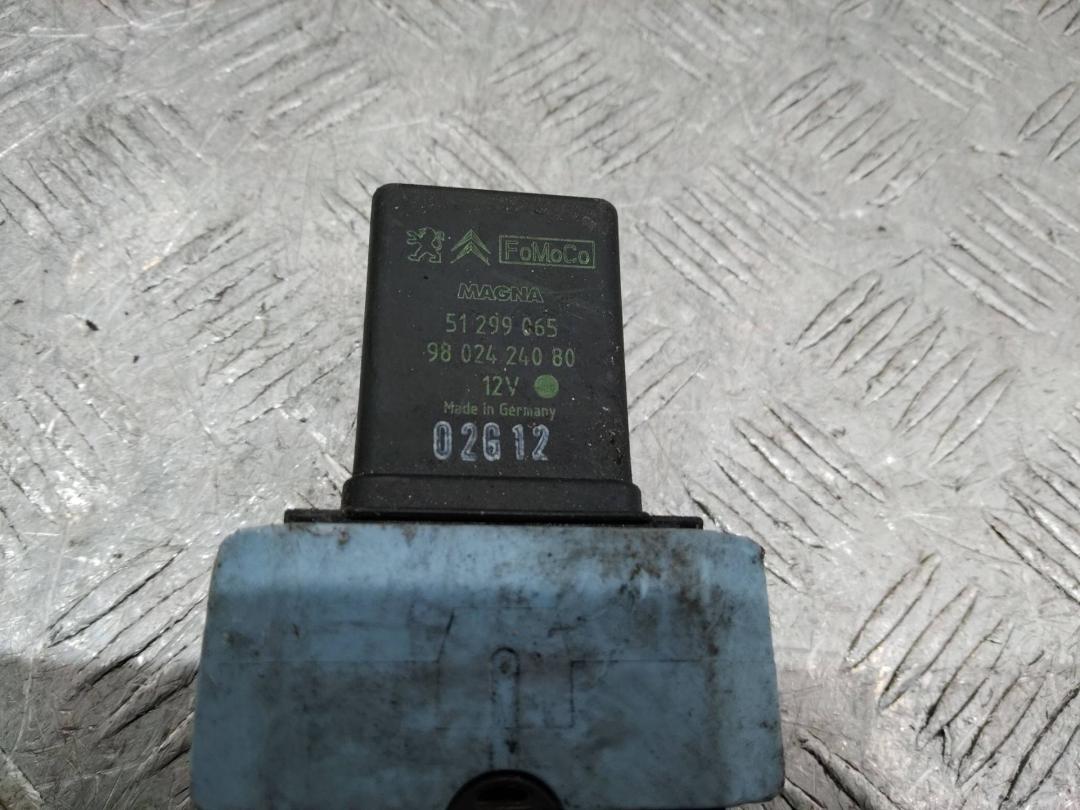 FoMoCo
MAGNA
51 299 065
98 024 240 80
12V
Made in Germany
02G12